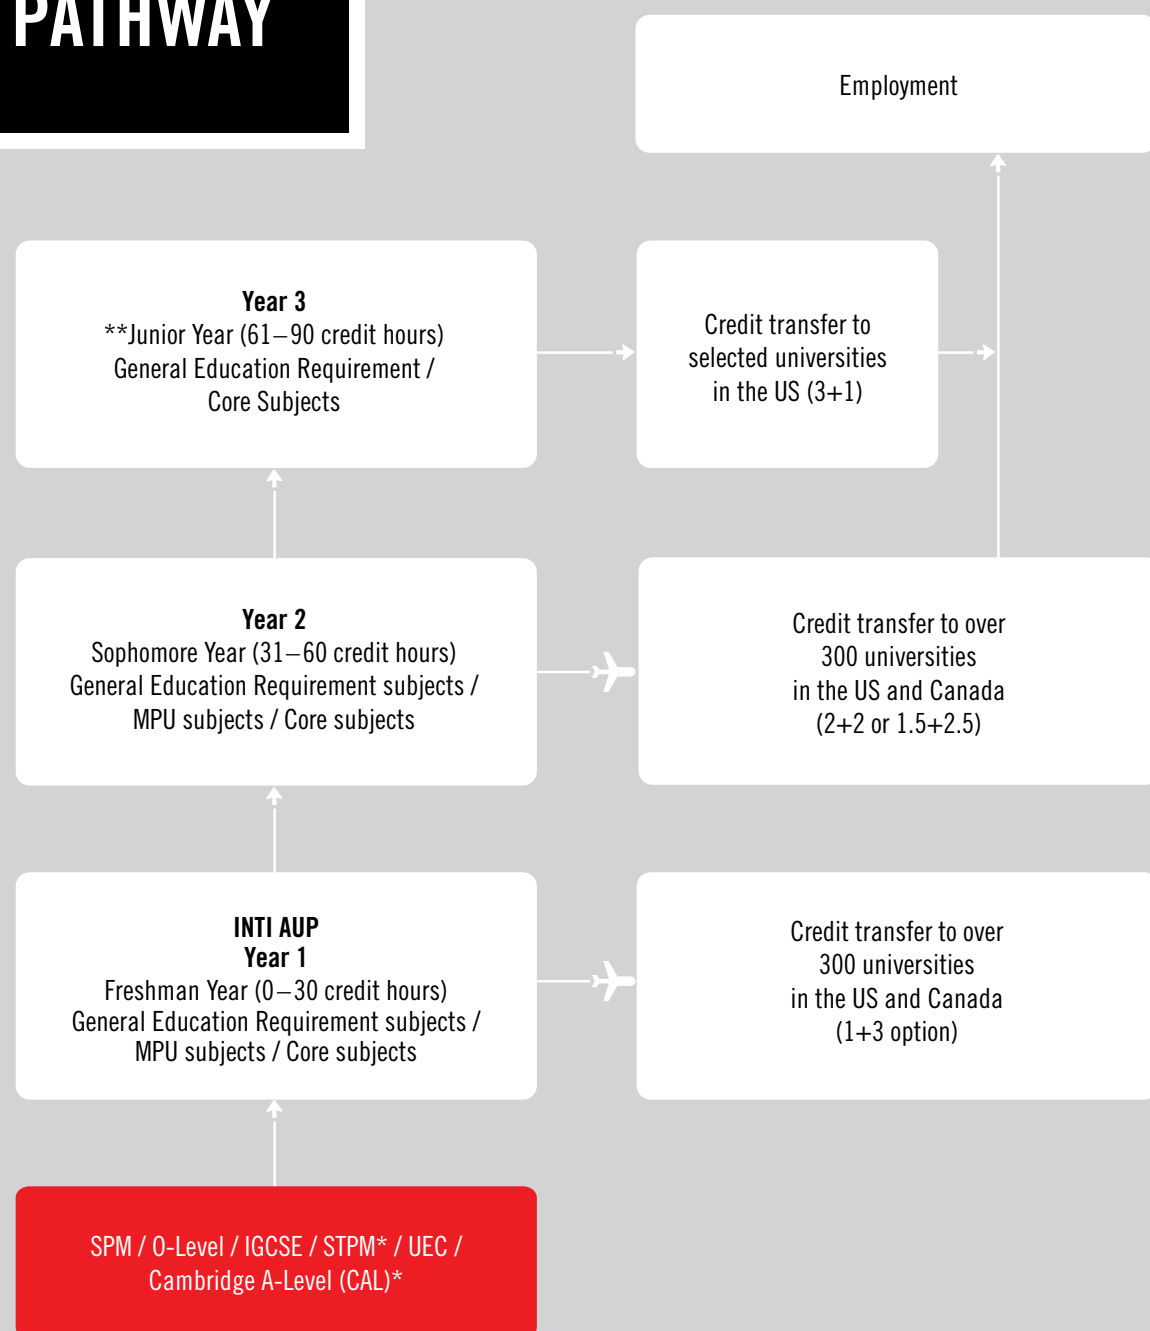 PATHWAY
Employment
Year 3
**Junior Year (61–90 credit hours)
General Education Requirement /
Core Subjects
Credit transfer to
selected universities
in the US (3+1)
Year 2
Sophomore Year (31–60 credit hours)
General Education Requirement subjects /
MPU subjects / Core subjects
Credit transfer to over
300 universities
in the US and Canada
(2+2 or 1.5+2.5)
INTI AUP
Year 1
Freshman Year (0–30 credit hours)
General Education Requirement subjects /
MPU subjects / Core subjects
Credit transfer to over
300 universities
in the US and Canada
(1+3 option)
SPM / O-Level / IGCSE / STPM* / UEC /
Cambridge A-Level (CAL)*